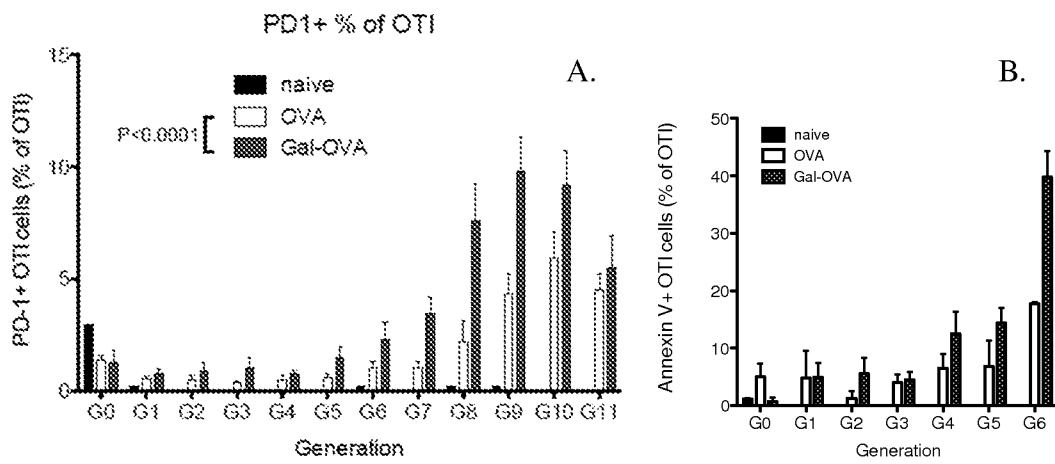 PD1+ % of OTI
A.
PD-1+ OTI cells (% of OTI)
15
10
5
0
naive
OVA
Gal-OVA
P<0.0001
G0 G1 G2 G3 G4 G5 G6 G7 G8 G9 G10 G11
Generation
B.
Annexin V+ OTI cells (% of OTI)
50
40
30
20
10
0
naive
OVA
Gal-OVA
G0 G1 G2 G3 G4 G5 G6
Generation